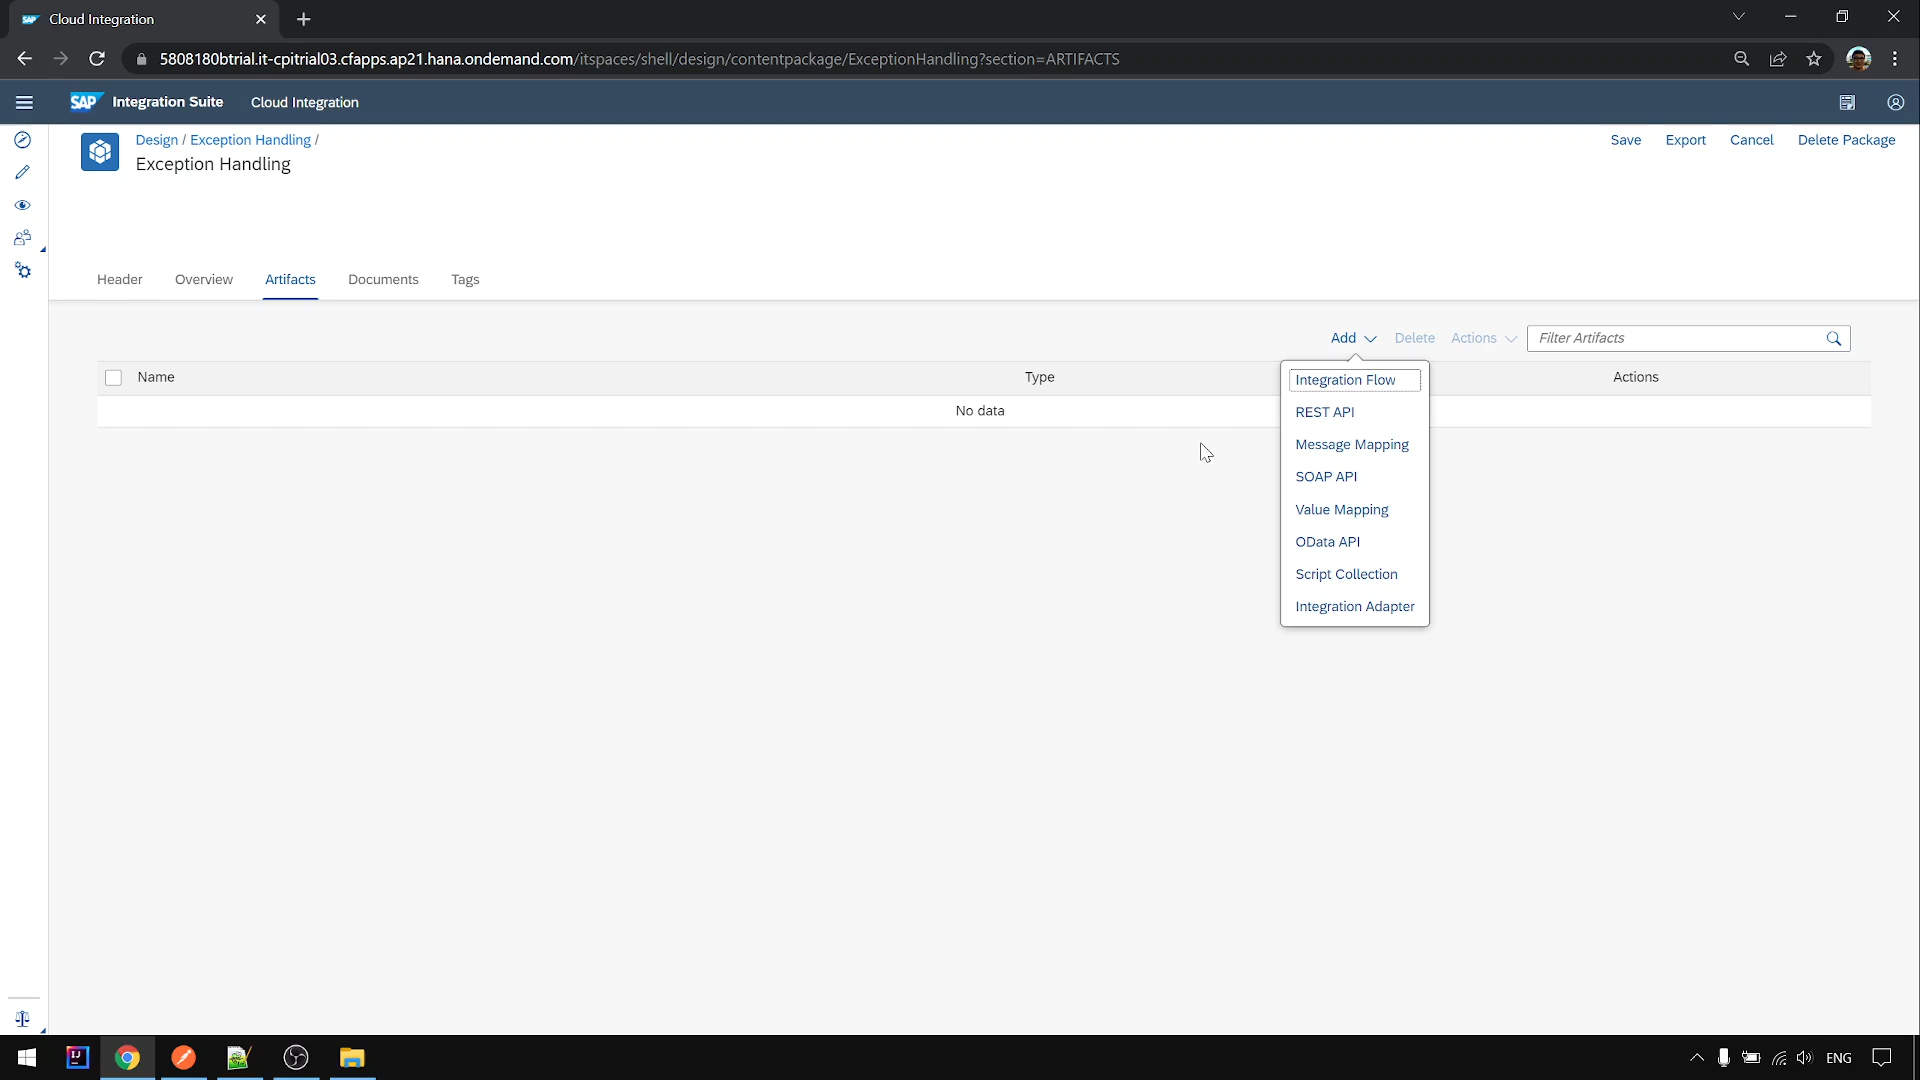 Cloud Integration
5808180btrial.it-cpitrial03.cfapps.ap21.hana.ondemand.com/itspaces/shell/design/contentpackage/ExceptionHandling?section=ARTIFACTS
SAP Integration Suite Cloud Integration
Design / Exception Handling /
Exception Handling
Save Export Cancel Delete Package
Header Overview Artifacts Documents Tags
Add Delete Actions Filter Artifacts
Name Type Actions
No data
Integration Flow
REST API
Message Mapping
SOAP API
Value Mapping
OData API
Script Collection
Integration Adapter
IJ
ENG